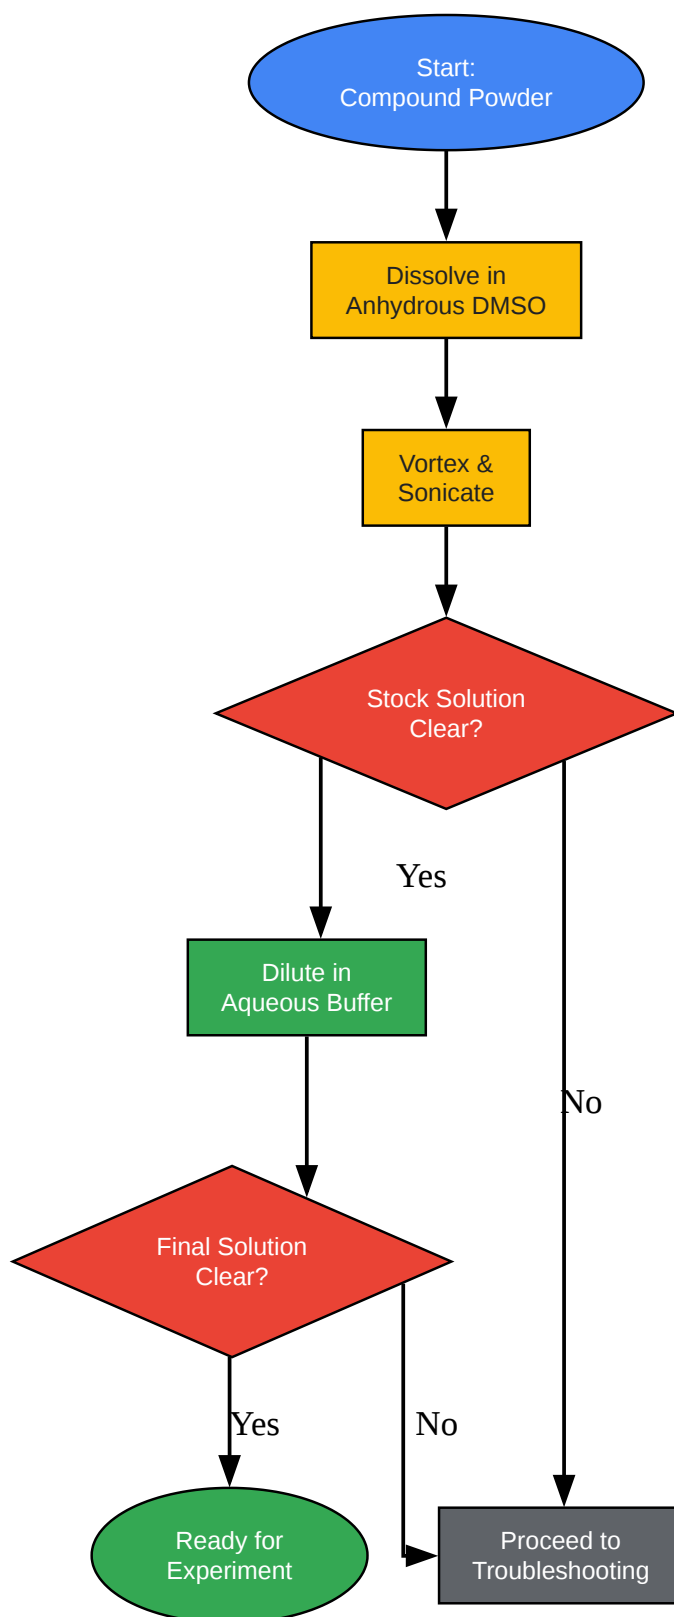 Start:
Compound Powder
Dissolve in
Anhydrous DMSO
Vortex &
Sonicate
Stock Solution
Clear?
Yes
Dilute in
Aqueous Buffer
No
Final Solution
Clear?
Yes
No
Ready for
Experiment
Proceed to
Troubleshooting